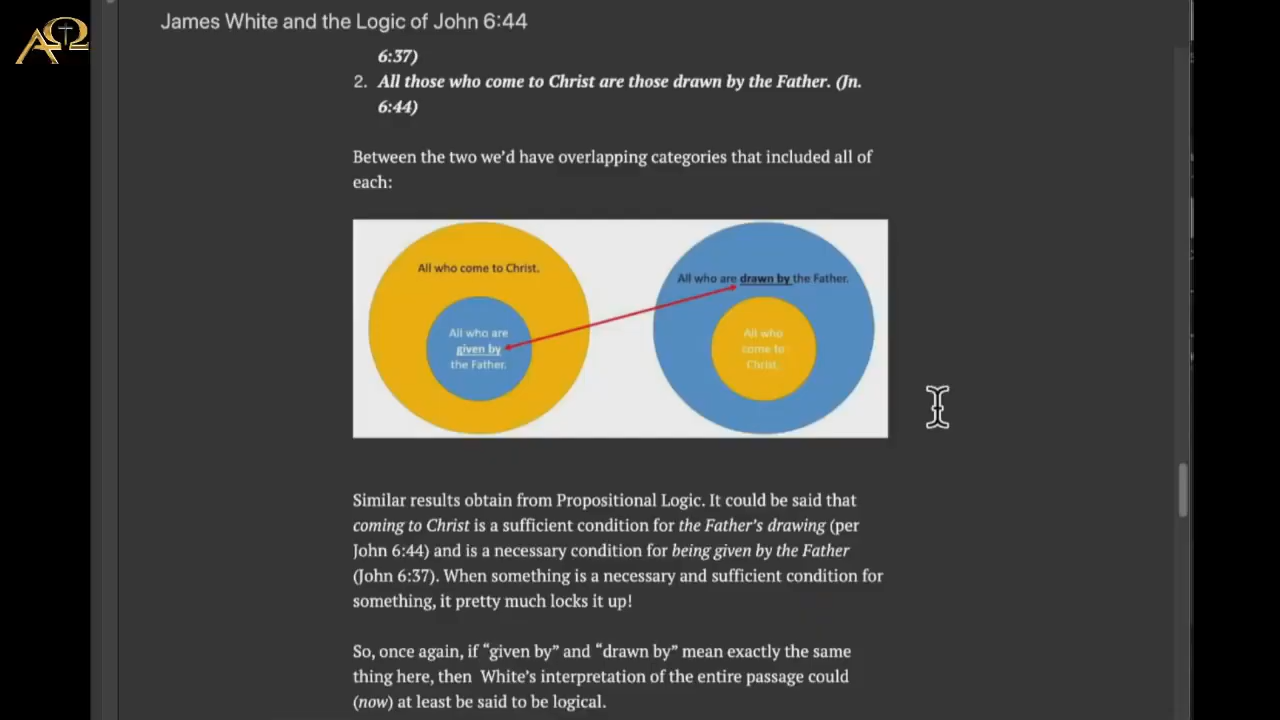 James White and the Logic of John 6:44
ΑΩ
6:37)
2. All those who come to Christ are those drawn by the Father. (Jn.
6:44)
Between the two we’d have overlapping categories that included all of
each:
All who come to Christ.
All who are
given by
the Father.
All who are drawn by the Father.
All who
come to
Christ.
Similar results obtain from Propositional Logic. It could be said that
coming to Christ is a sufficient condition for the Father’s drawing (per
John 6:44) and is a necessary condition for being given by the Father
(John 6:37). When something is a necessary and sufficient condition for
something, it pretty much locks it up!
So, once again, if “given by” and “drawn by” mean exactly the same
thing here, then White’s interpretation of the entire passage could
(now) at least be said to be logical.